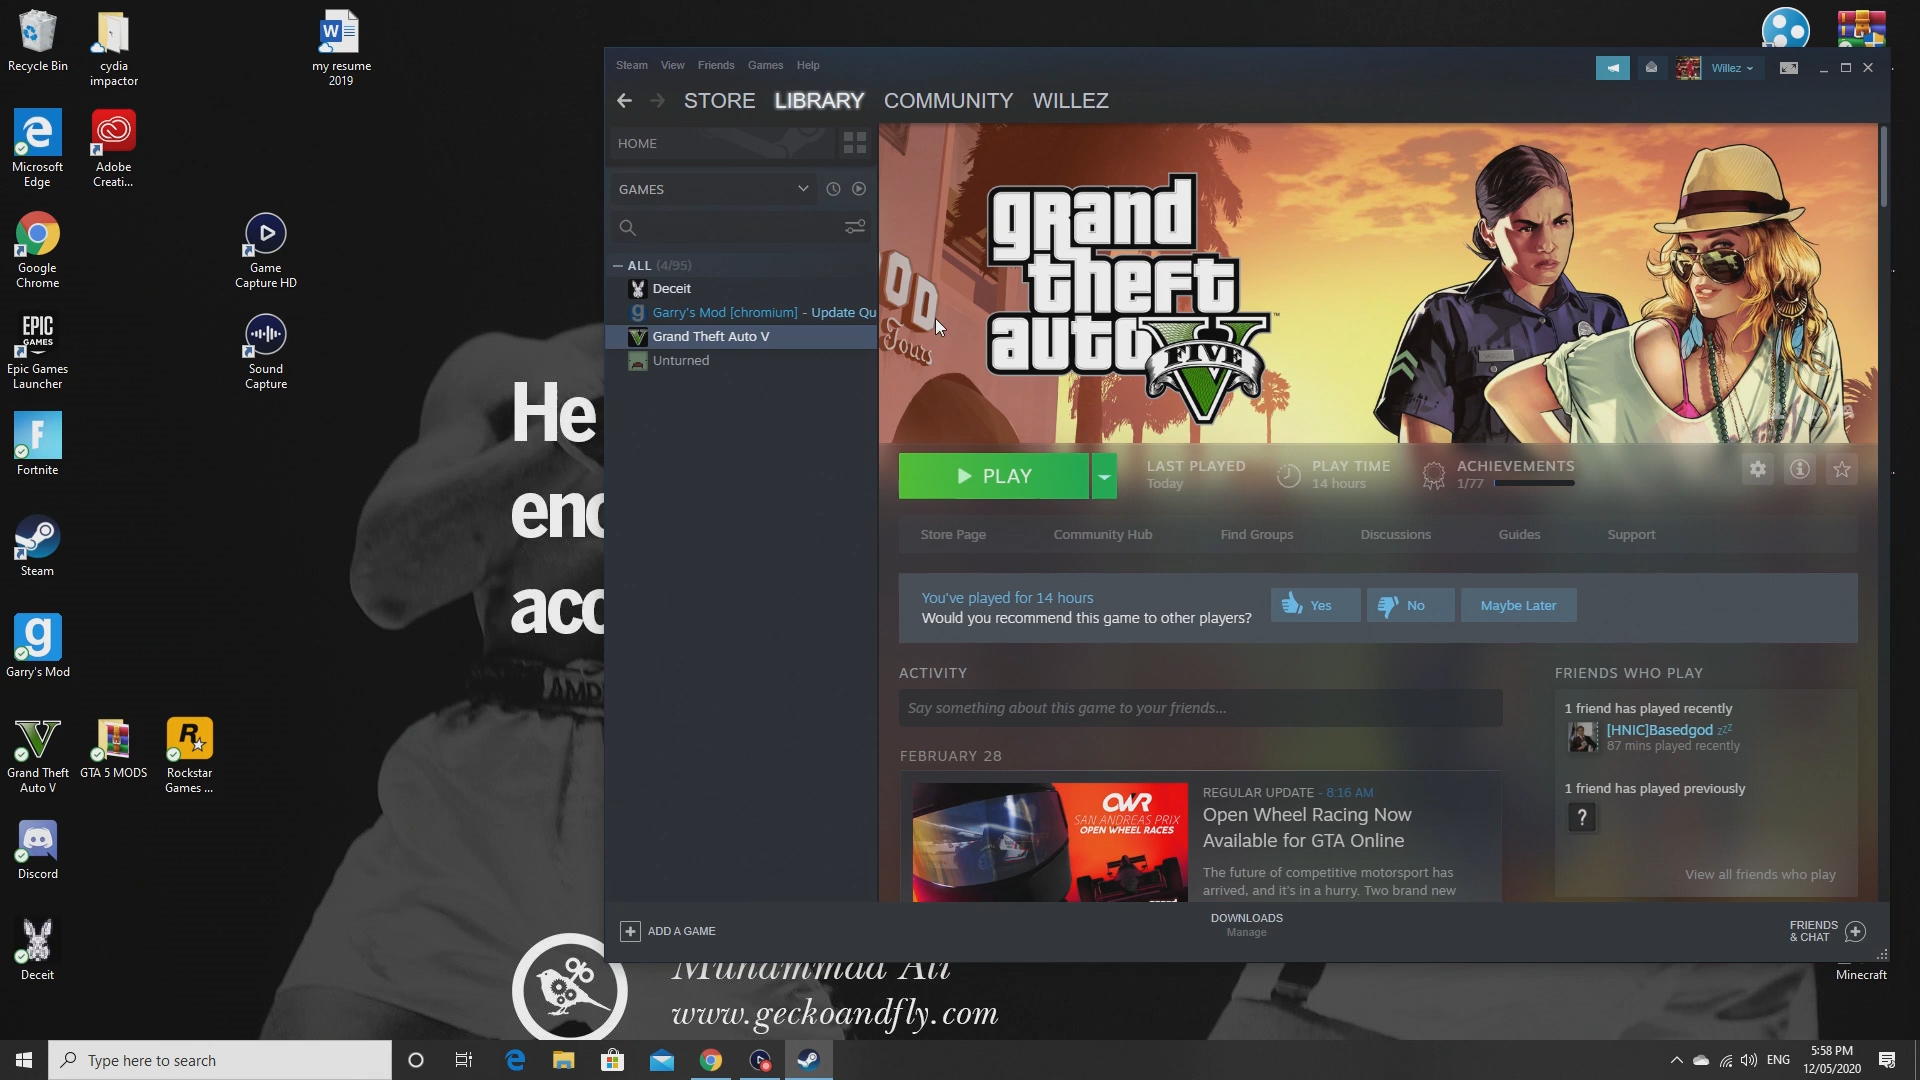 Recycle Bin
cydia
impactor
my resume
2019
Microsoft
Edge
Adobe
Creati...
Google
Chrome
Game
Capture HD
EPIC
GAMES
Epic Games
Launcher
Sound
Capture
Fortnite
Steam
Garry's Mod
Grand Theft
Auto V
GTA 5 MODS
Rockstar
Games ...
Discord
Deceit
He
enc
acc
Muhammad Ali
www.geckoandfly.com
Minecraft
Steam View Friends Games Help
Willez
STORE LIBRARY COMMUNITY WILLEZ
HOME
GAMES
ALL (4/95)
Deceit
Garry's Mod [chromium] - Update Qu
Grand Theft Auto V
Unturned
OD
Tours
grand
theft
auto V
FIVE
PLAY
LAST PLAYED
Today
PLAY TIME
14 hours
ACHIEVEMENTS
1/77
Store Page Community Hub Find Groups Discussions Guides Support
You've played for 14 hours
Would you recommend this game to other players?
Yes No Maybe Later
ACTIVITY
Say something about this game to your friends...
FEBRUARY 28
OWR
SAN ANDREAS PRIX
OPEN WHEEL RACES
REGULAR UPDATE - 8:16 AM
Open Wheel Racing Now
Available for GTA Online
The future of competitive motorsport has
arrived, and it's in a hurry. Two brand new
FRIENDS WHO PLAY
1 friend has played recently
[HNIC]Basedgod zzZ
87 mins played recently
1 friend has played previously
?
View all friends who play
ADD A GAME
DOWNLOADS
Manage
FRIENDS
& CHAT
Type here to search
ENG
5:58 PM
12/05/2020